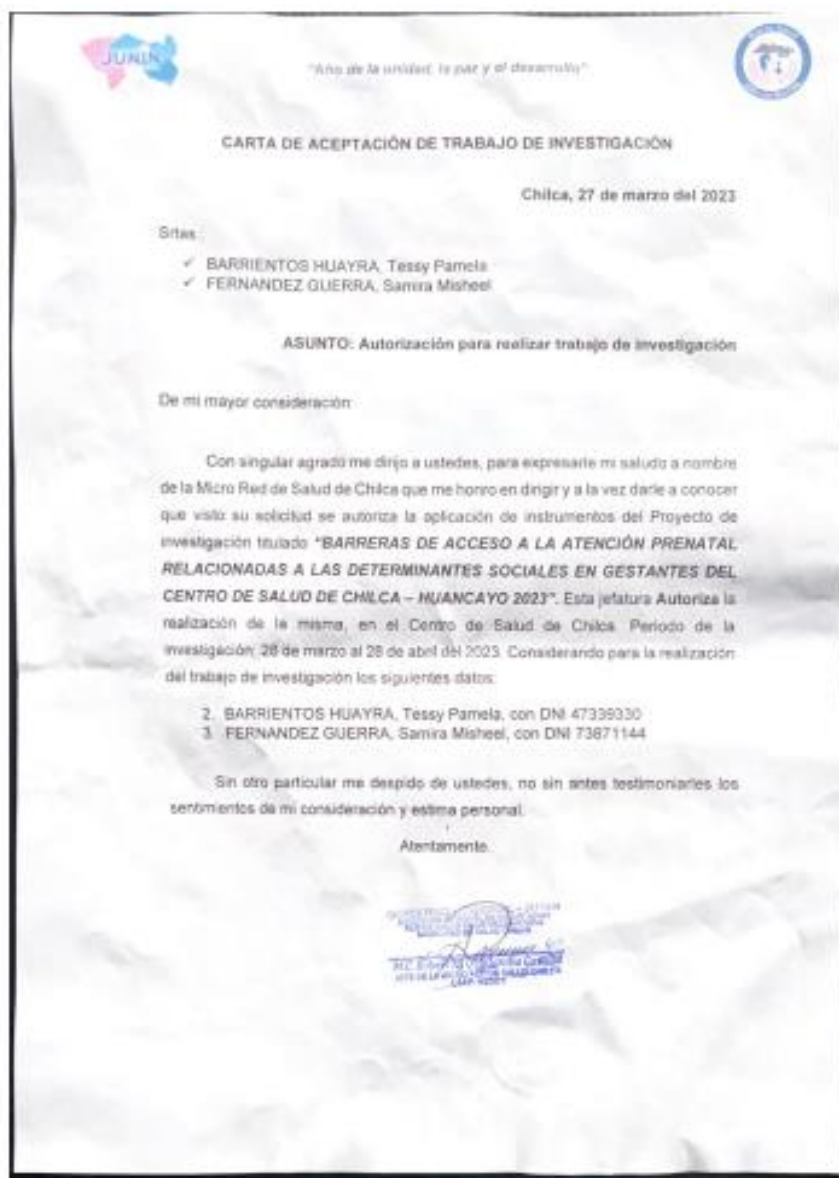 JUNIN
"Año de la unidad, la paz y el desarrollo"
CARTA DE ACEPTACIÓN DE TRABAJO DE INVESTIGACIÓN
Chilca, 27 de marzo del 2023
Srtas.
✓ BARRIENTOS HUAYRA, Tessy Pamela
✓ FERNANDEZ GUERRA, Samira Misheel
ASUNTO: Autorización para realizar trabajo de investigación
De mi mayor consideración:
Con singular agrado me dirijo a ustedes, para expresarle mi saludo a nombre
de la Micro Red de Salud de Chilca que me honro en dirigir y a la vez darle a conocer
que visto su solicitud se autoriza la aplicación de instrumentos del Proyecto de
investigación titulado "BARRERAS DE ACCESO A LA ATENCIÓN PRENATAL
RELACIONADAS A LAS DETERMINANTES SOCIALES EN GESTANTES DEL
CENTRO DE SALUD DE CHILCA – HUANCAYO 2023". Esta jefatura Autoriza la
realización de la misma, en el Centro de Salud de Chilca. Periodo de la
investigación; 28 de marzo al 28 de abril del 2023. Considerando para la realización
del trabajo de investigación los siguientes datos:
2. BARRIENTOS HUAYRA, Tessy Pamela, con DNI 47339330
3. FERNANDEZ GUERRA, Samira Misheel, con DNI 73871144
Sin otro particular me despido de ustedes, no sin antes testimoniarles los
sentimientos de mi consideración y estima personal.
Atentamente.